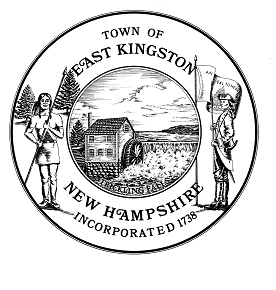 TOWN OF
EAST KINGSTON
NEW HAMPSHIRE
INCORPORATED 1738